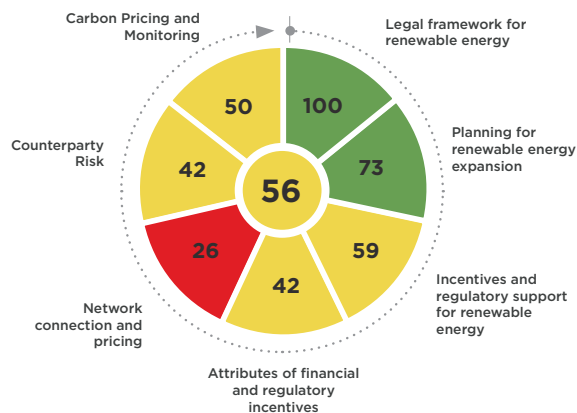 Legal framework for
renewable energy
100
Planning for
renewable energy
expansion
73
Incentives and
regulatory support
for renewable
energy
59
Attributes of financial
and regulatory
incentives
42
Network
connection and
pricing
26
Counterparty
Risk
42
Carbon Pricing and
Monitoring
50
56